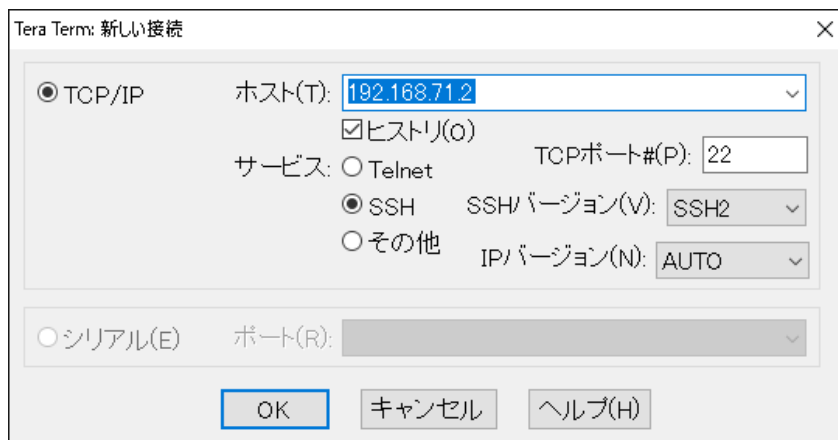 Tera Term: 新しい接続
TCP/IP ホスト(T): 192.168.71.2
ヒストリ(O)
サービス: Telnet TCPポート#(P): 22
SSH SSHバージョン(V): SSH2
その他 IPバージョン(N): AUTO
シリアル(E) ポート(R):
OK キャンセル ヘルプ(H)